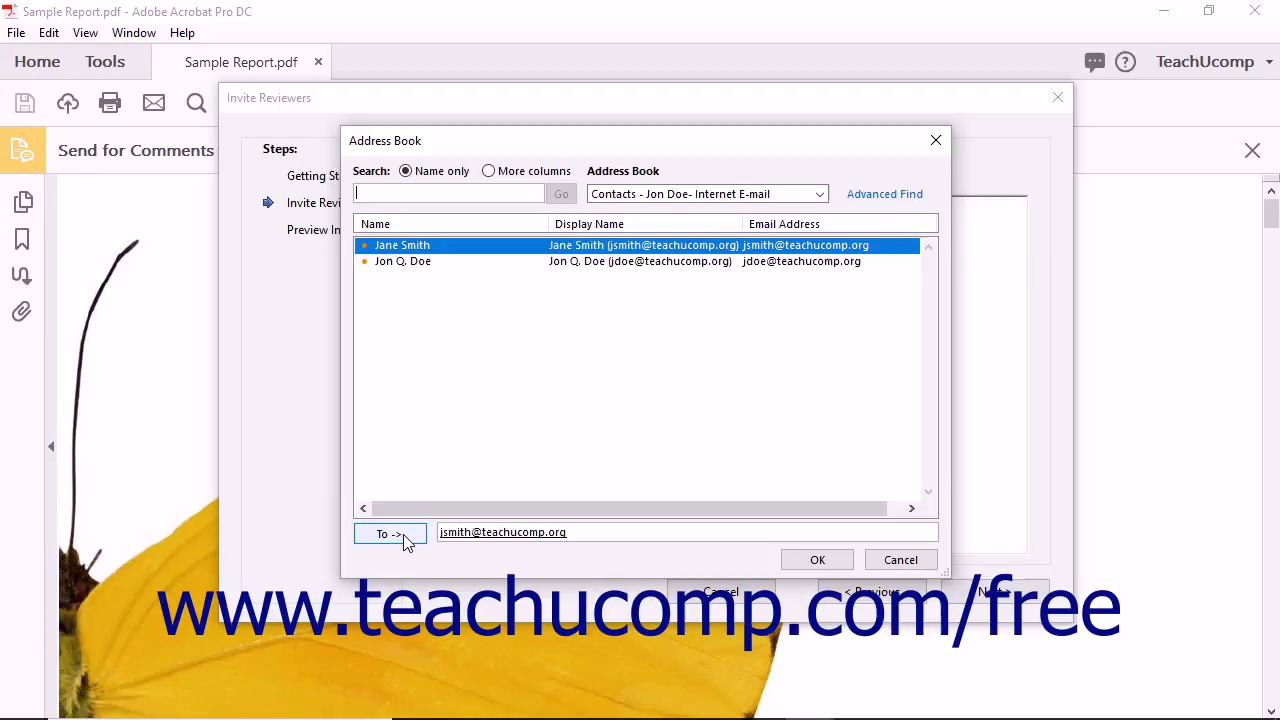 Sample Report.pdf - Adobe Acrobat Pro DC
File Edit View Window Help
Home Tools Sample Report.pdf × TeachUcomp
Invite Reviewers
Send for Comments
Steps:
Invite Revi
Preview In
Address Book
Search: Name only More columns Address Book
Go Contacts - Jon Doe- Internet E-mail Advanced Find
Name Display Name Email Address
Jane Smith Jane Smith (jsmith@teachucomp.org) jsmith@teachucomp.org
Jon Q. Doe Jon Q. Doe (jdoe@teachucomp.org) jdoe@teachucomp.org
To -> jsmith@teachucomp.org
OK Cancel
Cancel < Previous Next >
www.teachucomp.com/free